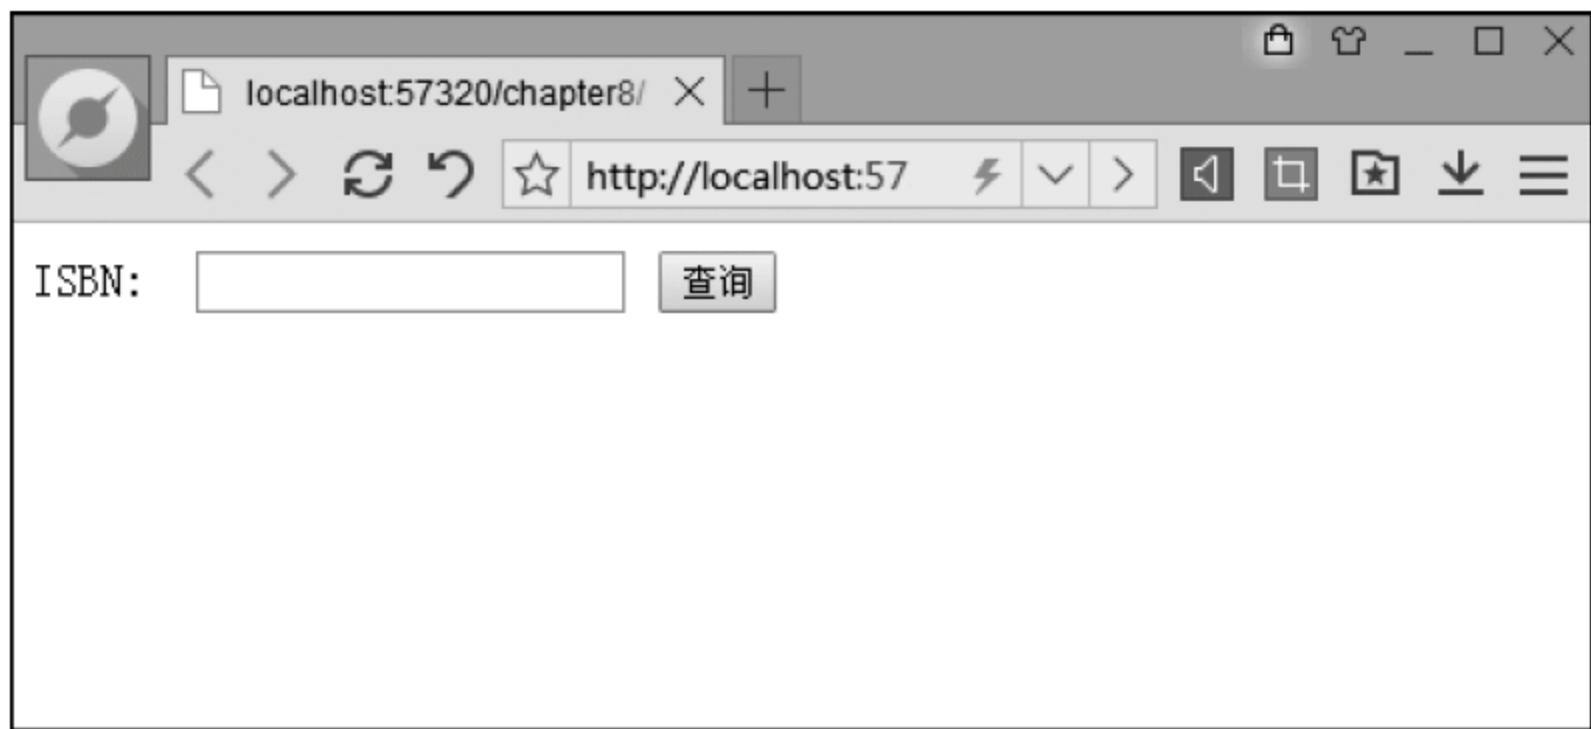 localhost:57320/chapter8/
http://localhost:57
ISBN:
查询